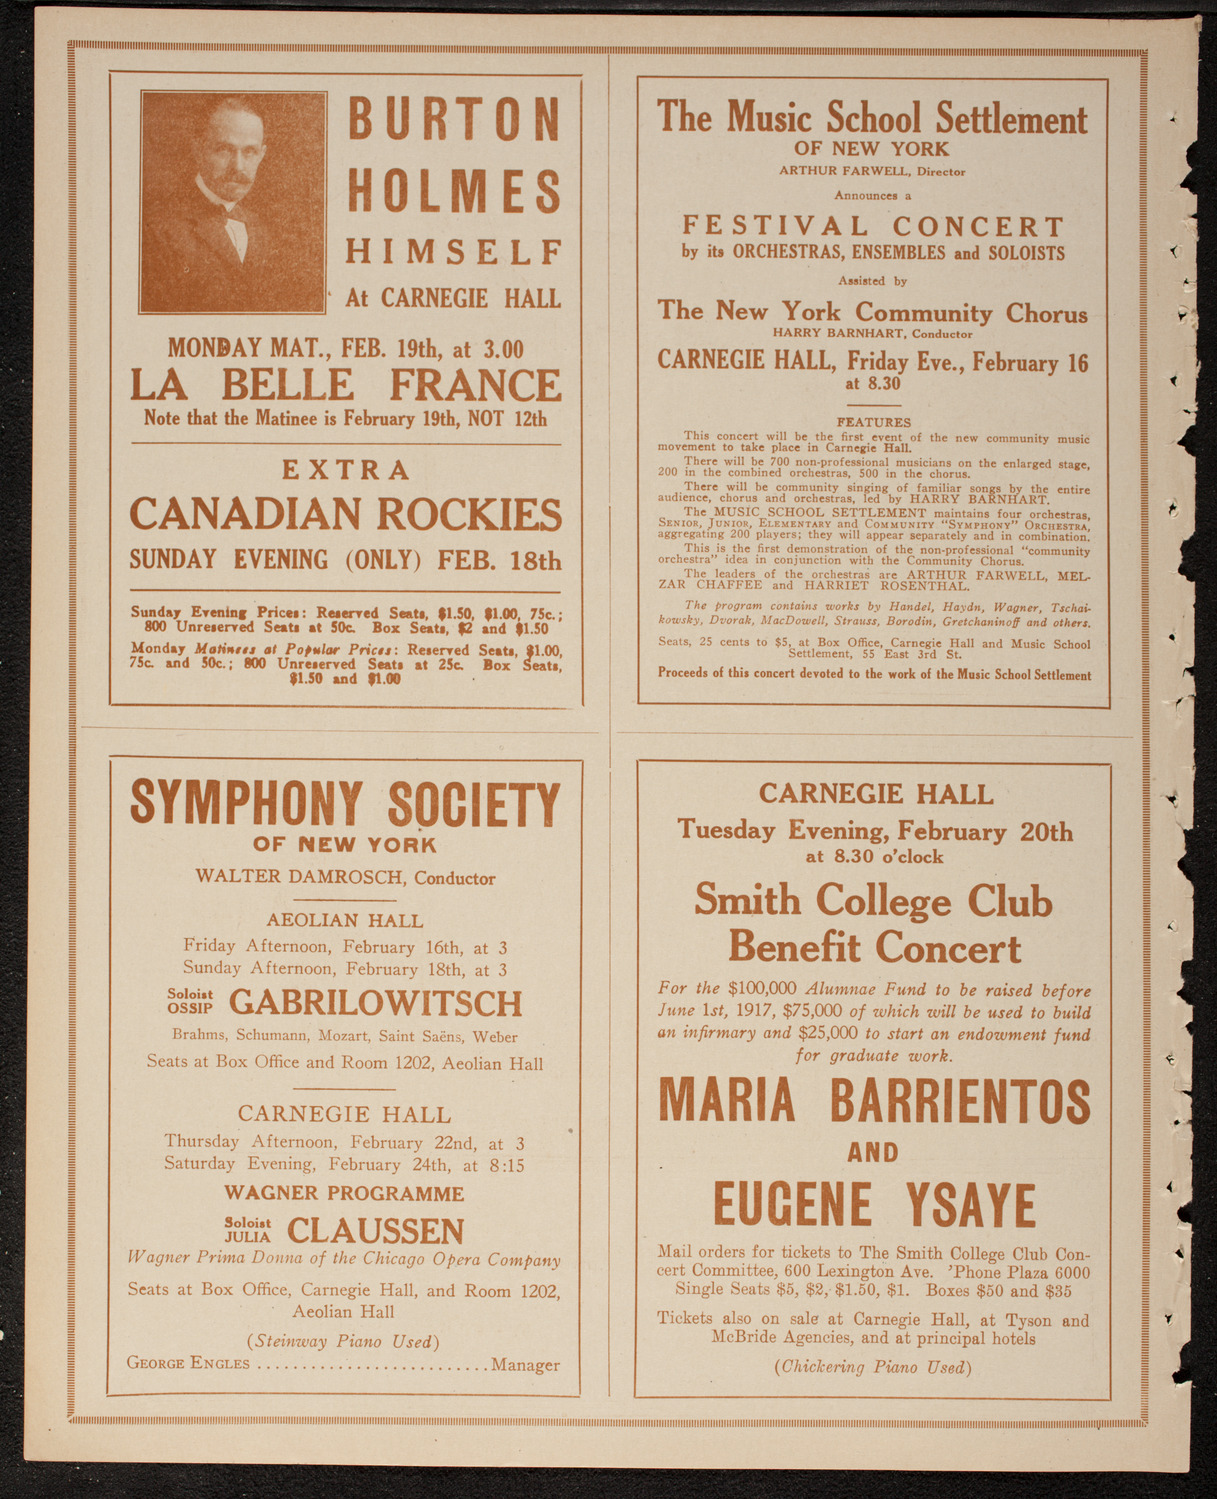 BURTON
HOLMES
HIMSELF
At CARNEGIE HALL
MONDAY MAT., FEB. 19th, at 3.00
LA BELLE FRANCE
Note that the Matinee is February 19th, NOT 12th
EXTRA
CANADIAN ROCKIES
SUNDAY EVENING (ONLY) FEB. 18th
Sunday Evening Prices: Reserved Seats, $1.50, $1.00, 75c.;
800 Unreserved Seats at 50c. Box Seats, $2 and $1.50
Monday Matinees at Popular Prices: Reserved Seats, $1.00,
75c. and 50c.; 800 Unreserved Seats at 25c. Box Seats,
$1.50 and $1.00
The Music School Settlement
OF NEW YORK
ARTHUR FARWELL, Director
Announces a
FESTIVAL CONCERT
by its ORCHESTRAS, ENSEMBLES and SOLOISTS
Assisted by
The New York Community Chorus
HARRY BARNHART, Conductor
CARNEGIE HALL, Friday Eve., February 16
at 8.30
FEATURES
This concert will be the first event of the new community music
movement to take place in Carnegie Hall.
There will be 700 non-professional musicians on the enlarged stage,
200 in the combined orchestras, 500 in the chorus.
There will be community singing of familiar songs by the entire
audience, chorus and orchestras, led by HARRY BARNHART.
The MUSIC SCHOOL SETTLEMENT maintains four orchestras,
SENIOR, JUNIOR, ELEMENTARY and COMMUNITY "SYMPHONY" ORCHESTRA,
aggregating 200 players; they will appear separately and in combination.
This is the first demonstration of the non-professional "community
orchestra" idea in conjunction with the Community Chorus.
The leaders of the orchestras are ARTHUR FARWELL, MEL-
ZAR CHAFFEE and HARRIET ROSENTHAL.
The program contains works by Handel, Haydn, Wagner, Tschai-
kowsky, Dvorak, MacDowell, Strauss, Borodin, Gretchaninoff and others.
Seats, 25 cents to $5, at Box Office, Carnegie Hall and Music School
Settlement, 55 East 3rd St.
Proceeds of this concert devoted to the work of the Music School Settlement
SYMPHONY SOCIETY
OF NEW YORK
WALTER DAMROSCH, Conductor
AEOLIAN HALL
Friday Afternoon, February 16th, at 3
Sunday Afternoon, February 18th, at 3
Soloist OSSIP GABRILOWITSCH
Brahms, Schumann, Mozart, Saint Saëns, Weber
Seats at Box Office and Room 1202, Aeolian Hall
CARNEGIE HALL
Thursday Afternoon, February 22nd, at 3
Saturday Evening, February 24th, at 8:15
WAGNER PROGRAMME
Soloist JULIA CLAUSSEN
Wagner Prima Donna of the Chicago Opera Company
Seats at Box Office, Carnegie Hall, and Room 1202,
Aeolian Hall
(Steinway Piano Used)
GEORGE ENGLES..........................Manager
CARNEGIE HALL
Tuesday Evening, February 20th
at 8.30 o'clock
Smith College Club
Benefit Concert
For the $100,000 Alumnae Fund to be raised before
June 1st, 1917, $75,000 of which will be used to build
an infirmary and $25,000 to start an endowment fund
for graduate work.
MARIA BARRIENTOS
AND
EUGENE YSAYE
Mail orders for tickets to The Smith College Club Con-
cert Committee, 600 Lexington Ave. 'Phone Plaza 6000
Single Seats $5, $2, $1.50, $1. Boxes $50 and $35
Tickets also on sale at Carnegie Hall, at Tyson and
McBride Agencies, and at principal hotels
(Chickering Piano Used)